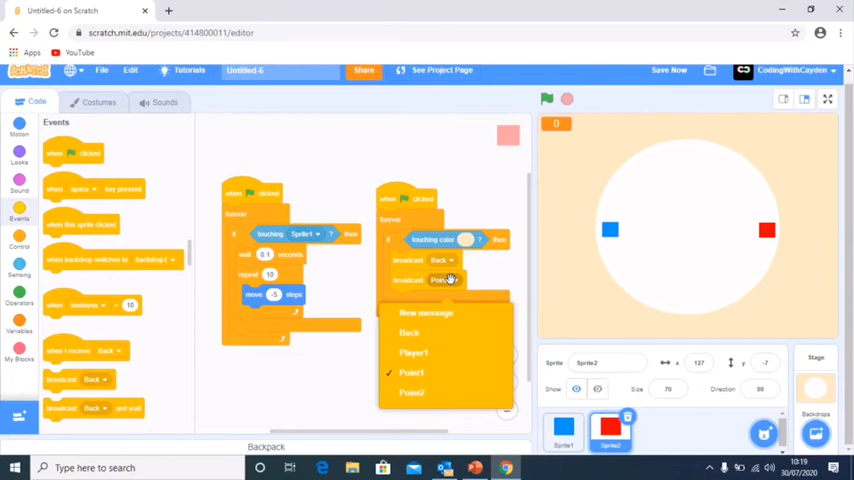 Untitled-6 on Scratch
scratch.mit.edu/projects/414800011/editor
Apps YouTube
File Edit Tutorials Untitled-6 Share See Project Page Save Now CodingWithCayden
Code Costumes Sounds
Motion
Looks
Sound
Events
Control
Sensing
Operators
Variables
My Blocks
Events
when clicked
when space key pressed
when this sprite clicked
when backdrop switches to backdrop1
when loudness > 10
when I receive Back
broadcast Back
broadcast Back and wait
when clicked
forever
if touching Sprite1 ? then
wait 0.1 seconds
repeat 10
move -5 steps
when clicked
forever
if touching color ? then
broadcast Back
broadcast
New message
Back
Player1
✓ Point1
Point2
Backpack
0
Sprite Sprite2 x 127 y -7
Show Size 70 Direction 90
Sprite1
Sprite2
Stage
Backdrops
1
Type here to search
10:19
30/07/2020